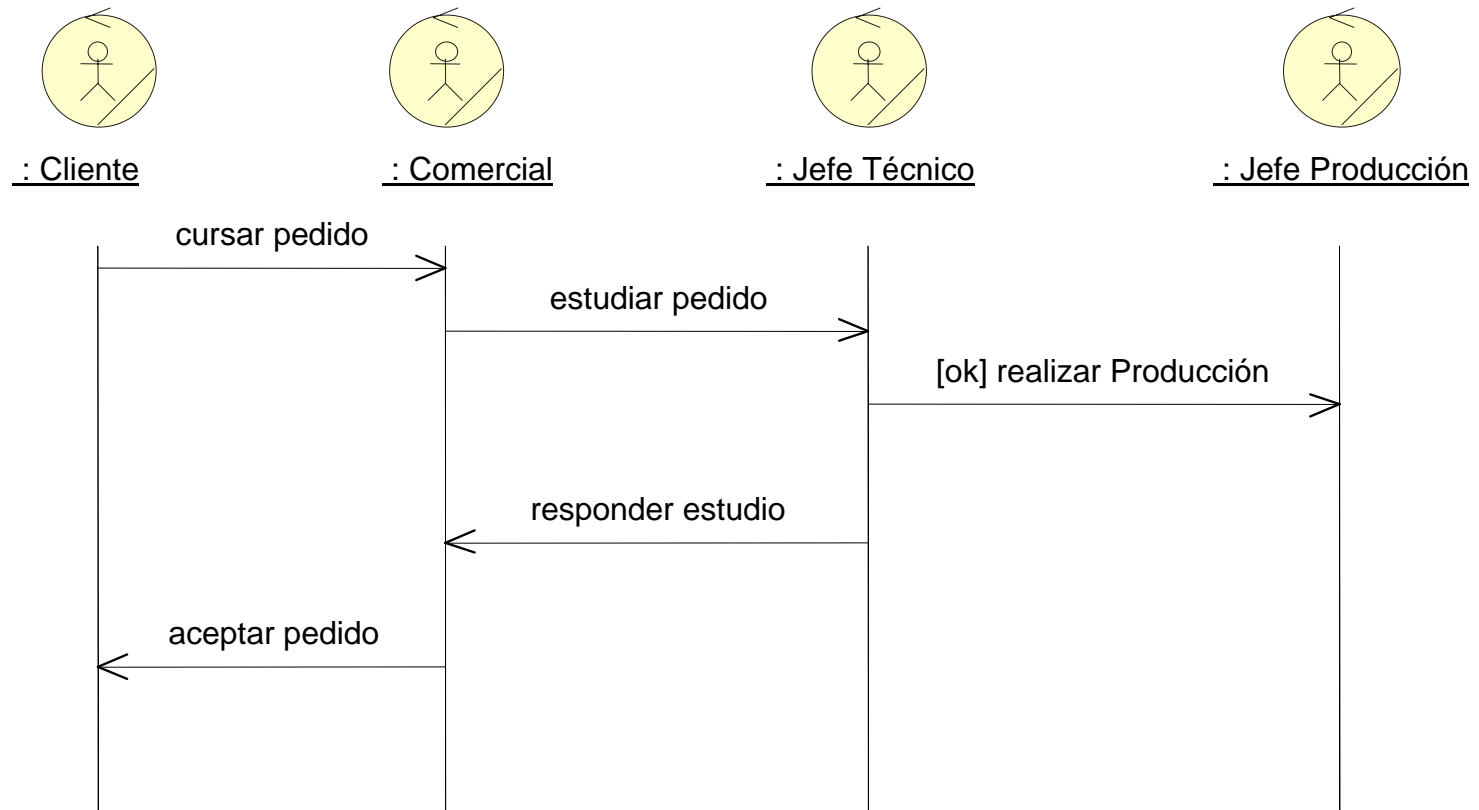 : Cliente
: Comercial
: Jefe Técnico
: Jefe Producción
cursar pedido
estudiar pedido
[ok] realizar Producción
responder estudio
aceptar pedido